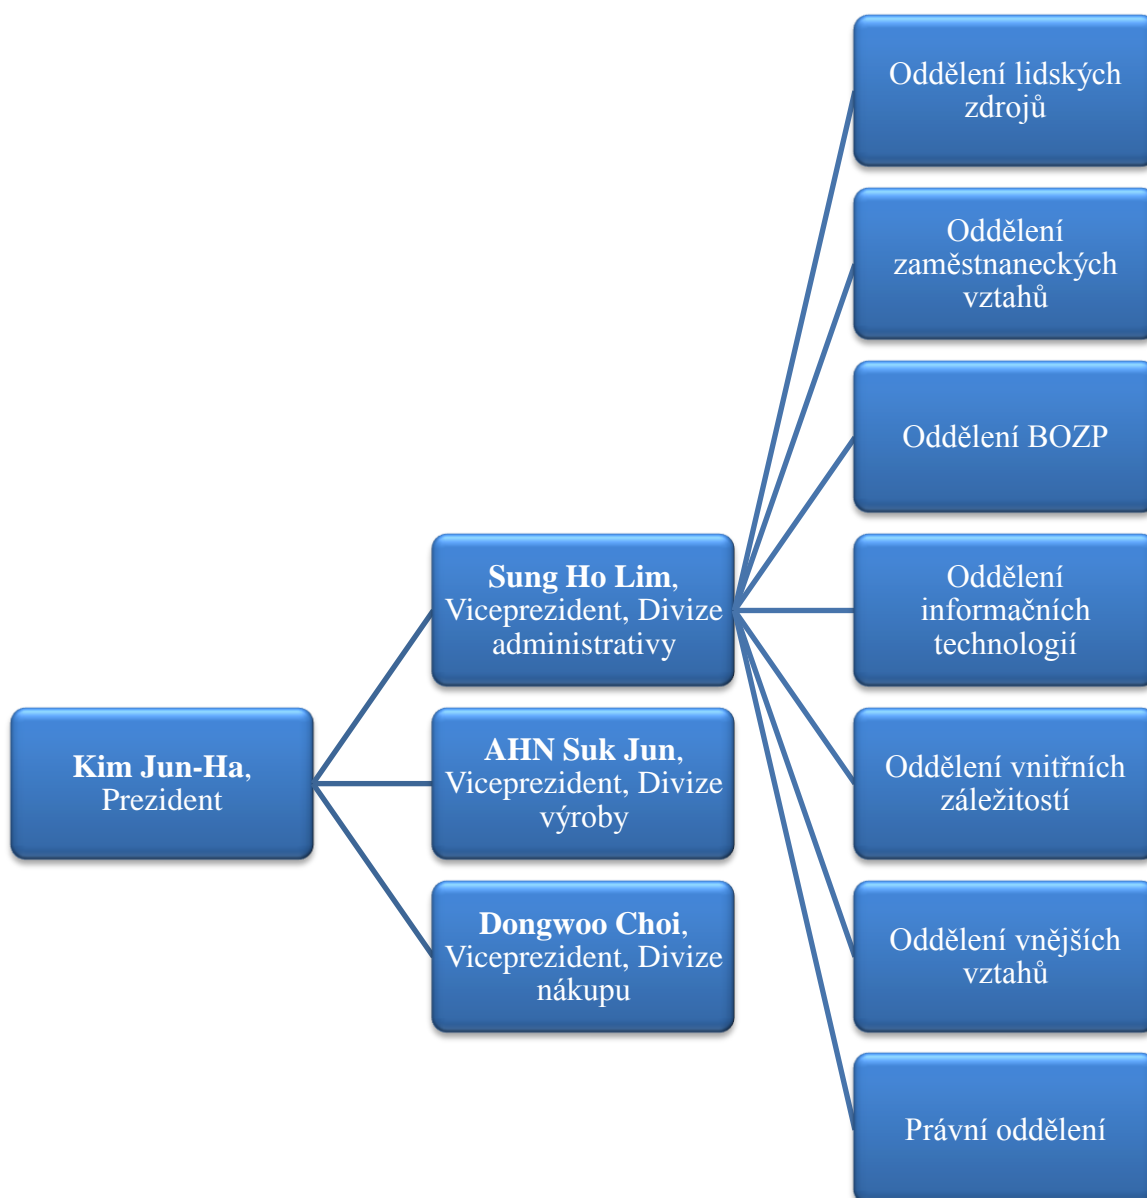 Kim Jun-Ha,
Prezident
Sung Ho Lim,
Viceprezident, Divize
administrativy
AHN Suk Jun,
Viceprezident, Divize
výroby
Dongwoo Choi,
Viceprezident, Divize
nákupu
Oddělení lidských
zdrojů
Oddělení
zaměstnaneckých
vztahů
Oddělení BOZP
Oddělení
informačních
technologií
Oddělení vnitřních
záležitostí
Oddělení vnějších
vztahů
Právní oddělení